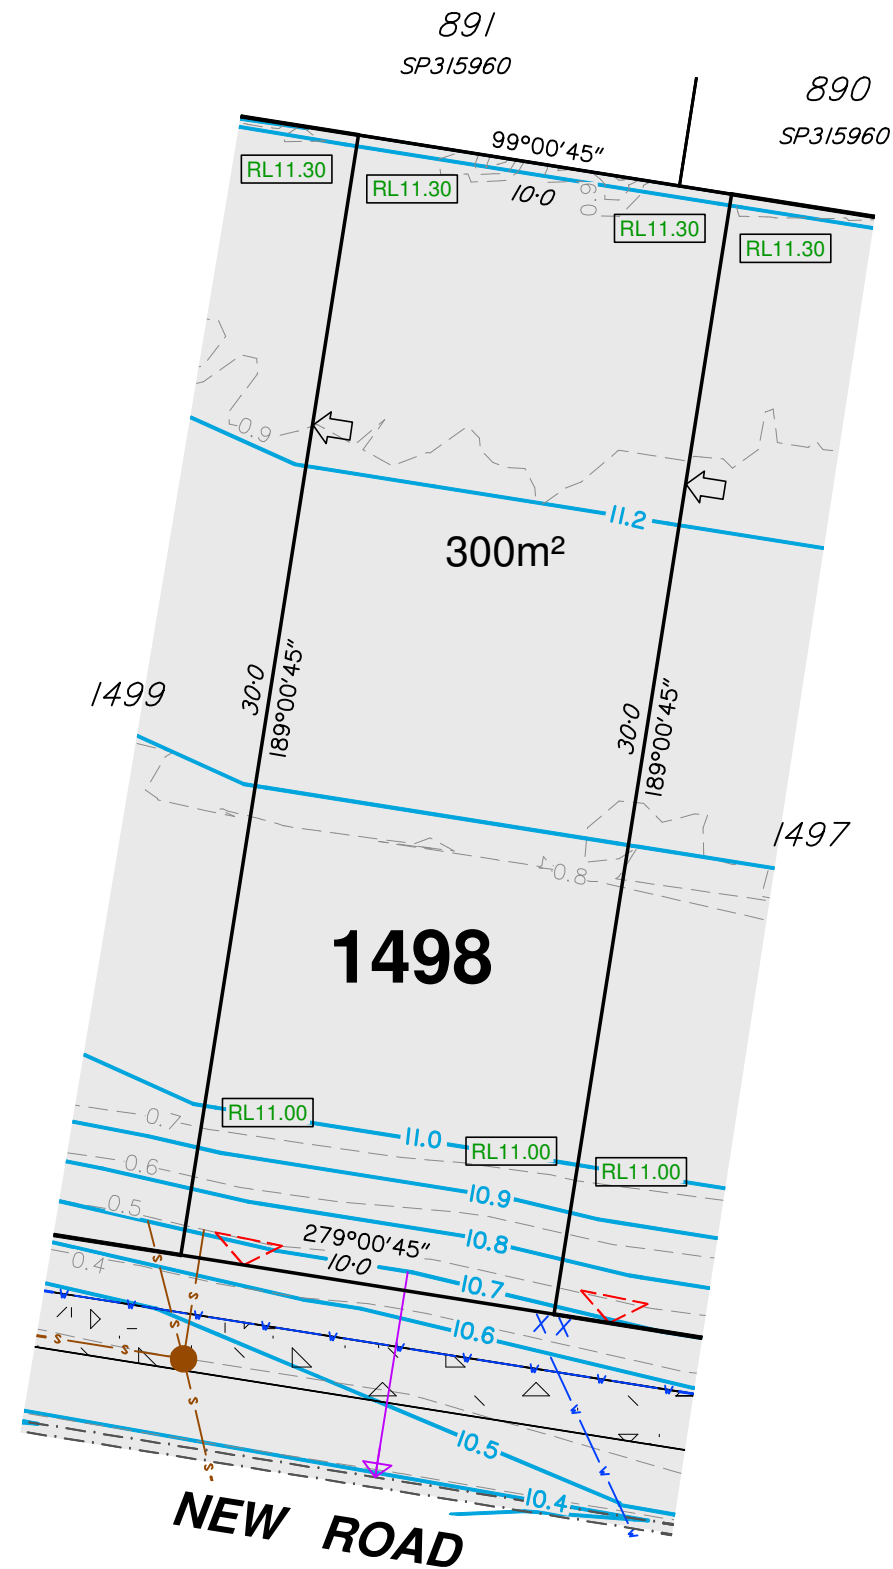 891
SP315960
890
SP315960
99°00'45"
10·0
0.9
RL11.30
RL11.30
RL11.30
RL11.30
0.9
11.2
300m²
1499
30·0
189°00'45"
30·0
189°00'45"
1497
0.8
1498
RL11.00
11.0
RL11.00
RL11.00
0.7
0.6
0.5
0.4
10.9
10.8
279°00'45"
10·0
10.7
10.6
10.5
10.4
S
S
S
S
S
S
S
W
W
W
W
W
W
W
W
W
W
W
W
W
NEW ROAD